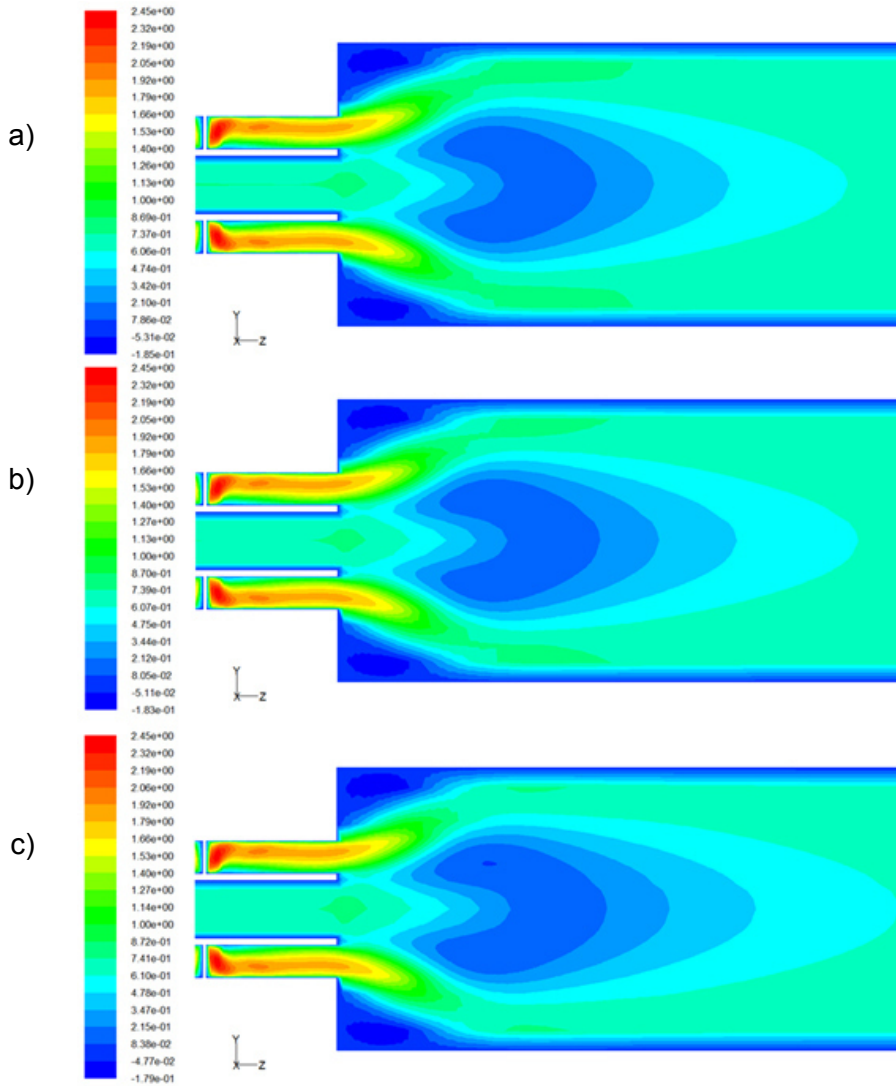 2.45e+00
2.32e+00
2.19e+00
2.05e+00
1.92e+00
1.79e+00
1.66e+00
1.53e+00
1.40e+00
1.26e+00
1.13e+00
1.00e+00
8.69e-01
7.37e-01
6.06e-01
4.74e-01
3.42e-01
2.10e-01
7.86e-02
-5.31e-02
-1.85e-01
a)
Y
X Z
2.45e+00
2.32e+00
2.19e+00
2.05e+00
1.92e+00
1.79e+00
1.66e+00
1.53e+00
1.40e+00
1.27e+00
1.13e+00
1.00e+00
8.70e-01
7.39e-01
6.07e-01
4.75e-01
3.44e-01
2.12e-01
8.05e-02
-5.11e-02
-1.83e-01
b)
Y
X Z
2.45e+00
2.32e+00
2.19e+00
2.06e+00
1.92e+00
1.79e+00
1.66e+00
1.53e+00
1.40e+00
1.27e+00
1.14e+00
1.00e+00
8.72e-01
7.41e-01
6.10e-01
4.78e-01
3.47e-01
2.15e-01
8.38e-02
-4.77e-02
-1.79e-01
c)
Y
X Z